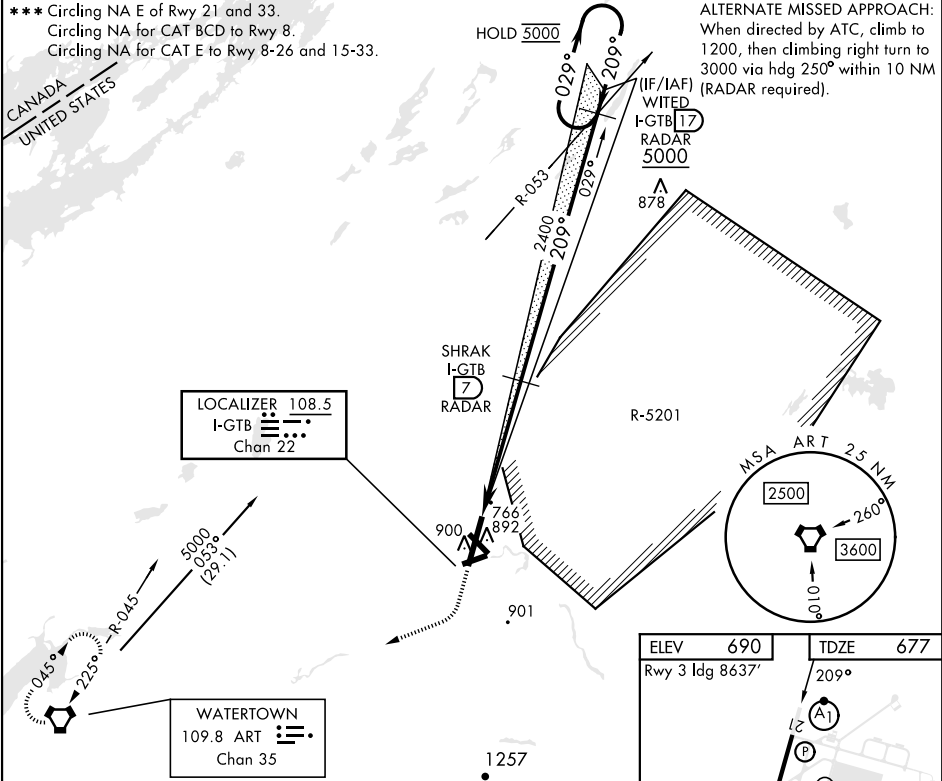 *** Circling NA E of Rwy 21 and 33.
Circling NA for CAT BCD to Rwy 8.
Circling NA for CAT E to Rwy 8-26 and 15-33.
CANADA
UNITED STATES
HOLD 5000
029°
209°
ALTERNATE MISSED APPROACH:
When directed by ATC, climb to
1200, then climbing right turn to
3000 via hdg 250° within 10 NM
(RADAR required).
(IF/IAF)
WITED
I-GTB 17
RADAR
5000
878
R-053
029°
2400
209°
SHRAK
I-GTB
7
RADAR
R-5201
LOCALIZER 108.5
I-GTB
Chan 22
MSA ART 25 NM
2500
260°
3600
010°
766
900
892
901
5000
053°
(29.1)
R-045
045°
225°
WATERTOWN
109.8 ART
Chan 35
1257
ELEV 690
TDZE 677
Rwy 3 ldg 8637'
209°
A1
21
P